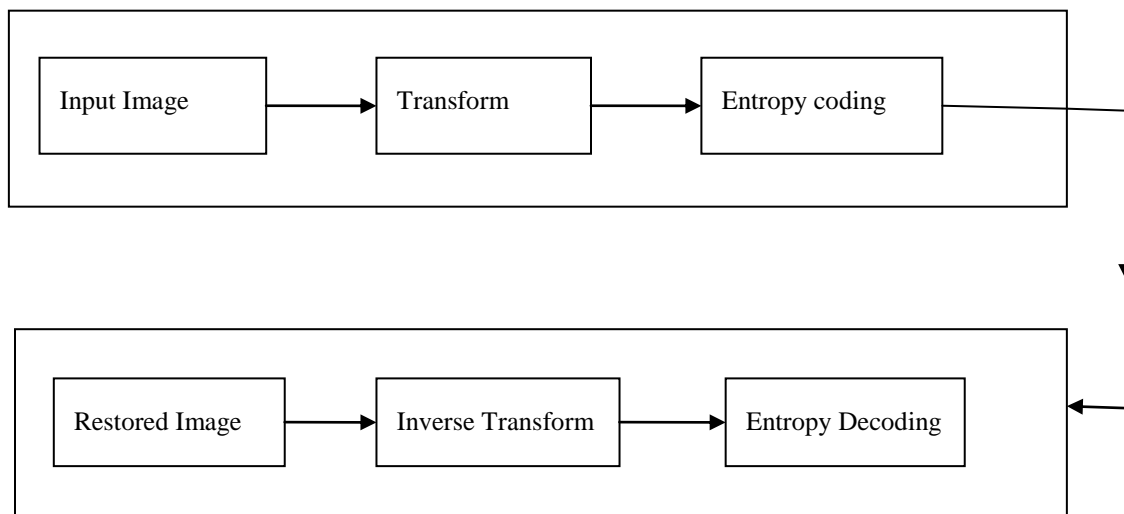 Input Image
Transform
Entropy coding
Restored Image
Inverse Transform
Entropy Decoding